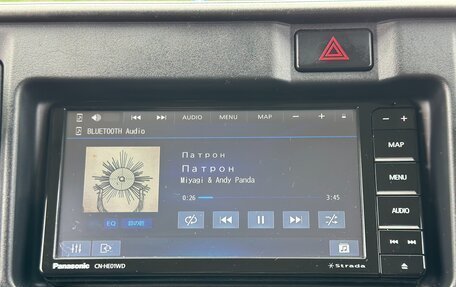 AUDIO MENU MAP
BLUETOOTH Audio
Патрон
Патрон
Miyagi & Andy Panda
0:26 3:45
EQ
MAP
MENU
AUDIO
Panasonic CN-HE01WD Strada